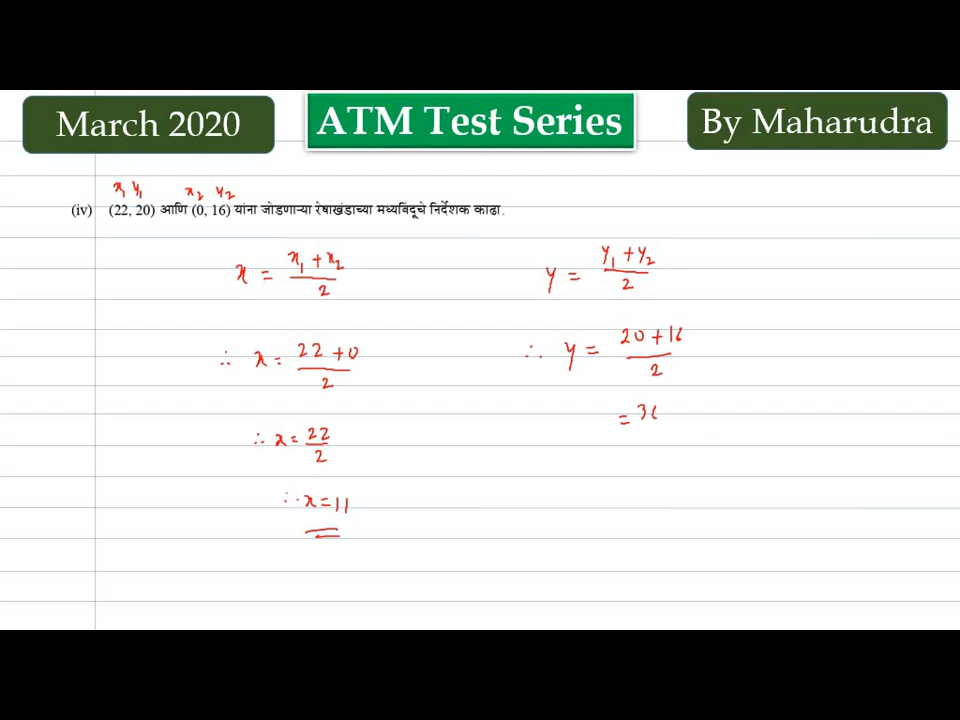 March 2020 ATM Test Series By Maharudra
x₁ y₁ x₂ y₂
(iv) (22, 20) आणि (0, 16) यांना जोडणाऱ्या रेषाखंडाच्या मध्यबिंदूचे निर्देशक काढा.
x = (x₁ + x₂)/2
y = (y₁ + y₂)/2
∴ x = (22 + 0)/2
∴ y = (20 + 16)/2
= 3
∴ x = 22/2
∴ x = 11